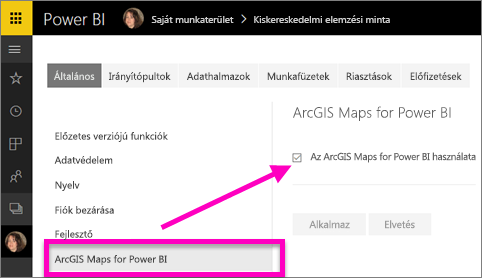 Power BI Saját munkaterület > Kiskereskedelmi elemzési minta
Általános Irányítópultok Adathalmazok Munkafüzetek Riasztások Előfizetések
ArcGIS Maps for Power BI
Előzetes verziójú funkciók
Az ArcGIS Maps for Power BI használata
Adatvédelem
Nyelv
Fiók bezárása
Alkalmaz Elvetés
Fejlesztő
ArcGIS Maps for Power BI